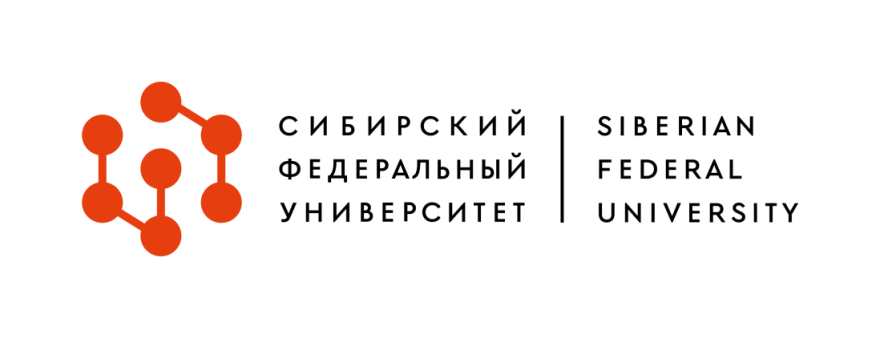 СИБИРСКИЙ
ФЕДЕРАЛЬНЫЙ
УНИВЕРСИТЕТ
SIBERIAN
FEDERAL
UNIVERSITY